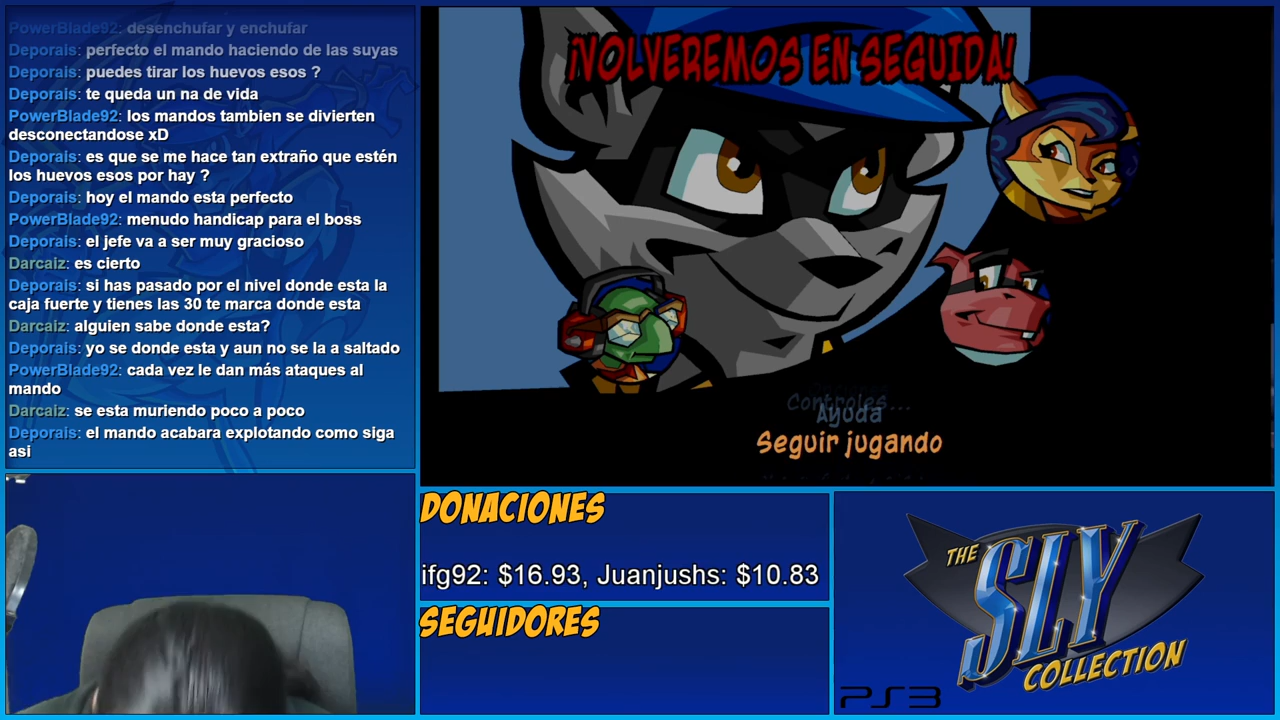 PowerBlade92: desenchufar y enchufar
Deporais: perfecto el mando haciendo de las suyas
Deporais: puedes tirar los huevos esos ?
Deporais: te queda un na de vida
PowerBlade92: los mandos tambien se divierten
desconectandose xD
Deporais: es que se me hace tan extraño que estén
los huevos esos por hay ?
Deporais: hoy el mando esta perfecto
PowerBlade92: menudo handicap para el boss
Deporais: el jefe va a ser muy gracioso
Darcaiz: es cierto
Deporais: si has pasado por el nivel donde esta la
caja fuerte y tienes las 30 te marca donde esta
Darcaiz: alguien sabe donde esta?
Deporais: yo se donde esta y aun no se la a saltado
PowerBlade92: cada vez le dan más ataques al
mando
Darcaiz: se esta muriendo poco a poco
Deporais: el mando acabara explotando como siga
asi
¡VOLVEREMOS EN SEGUIDA!
Opciones
Controles...
Ayuda
Seguir jugando
DONACIONES
ifg92: $16.93, Juanjushs: $10.83
SEGUIDORES
THE
SLY
COLLECTION
PS3